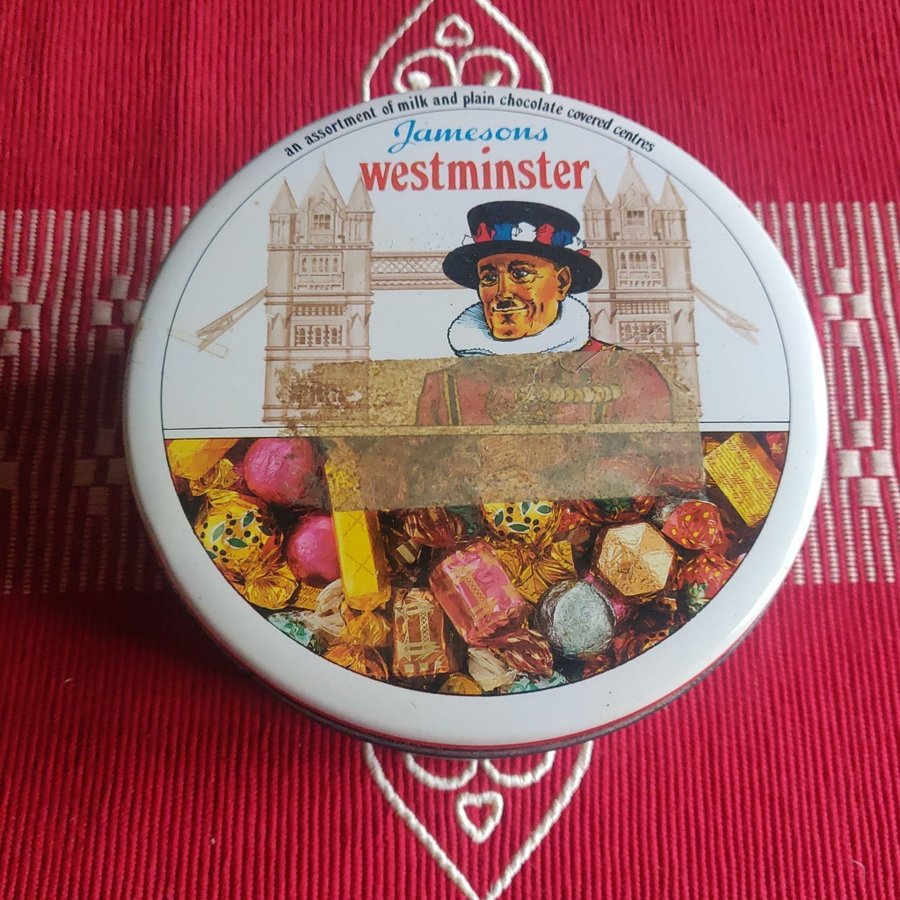 an assortment of milk and plain chocolate covered centres
Jamesons
westminster